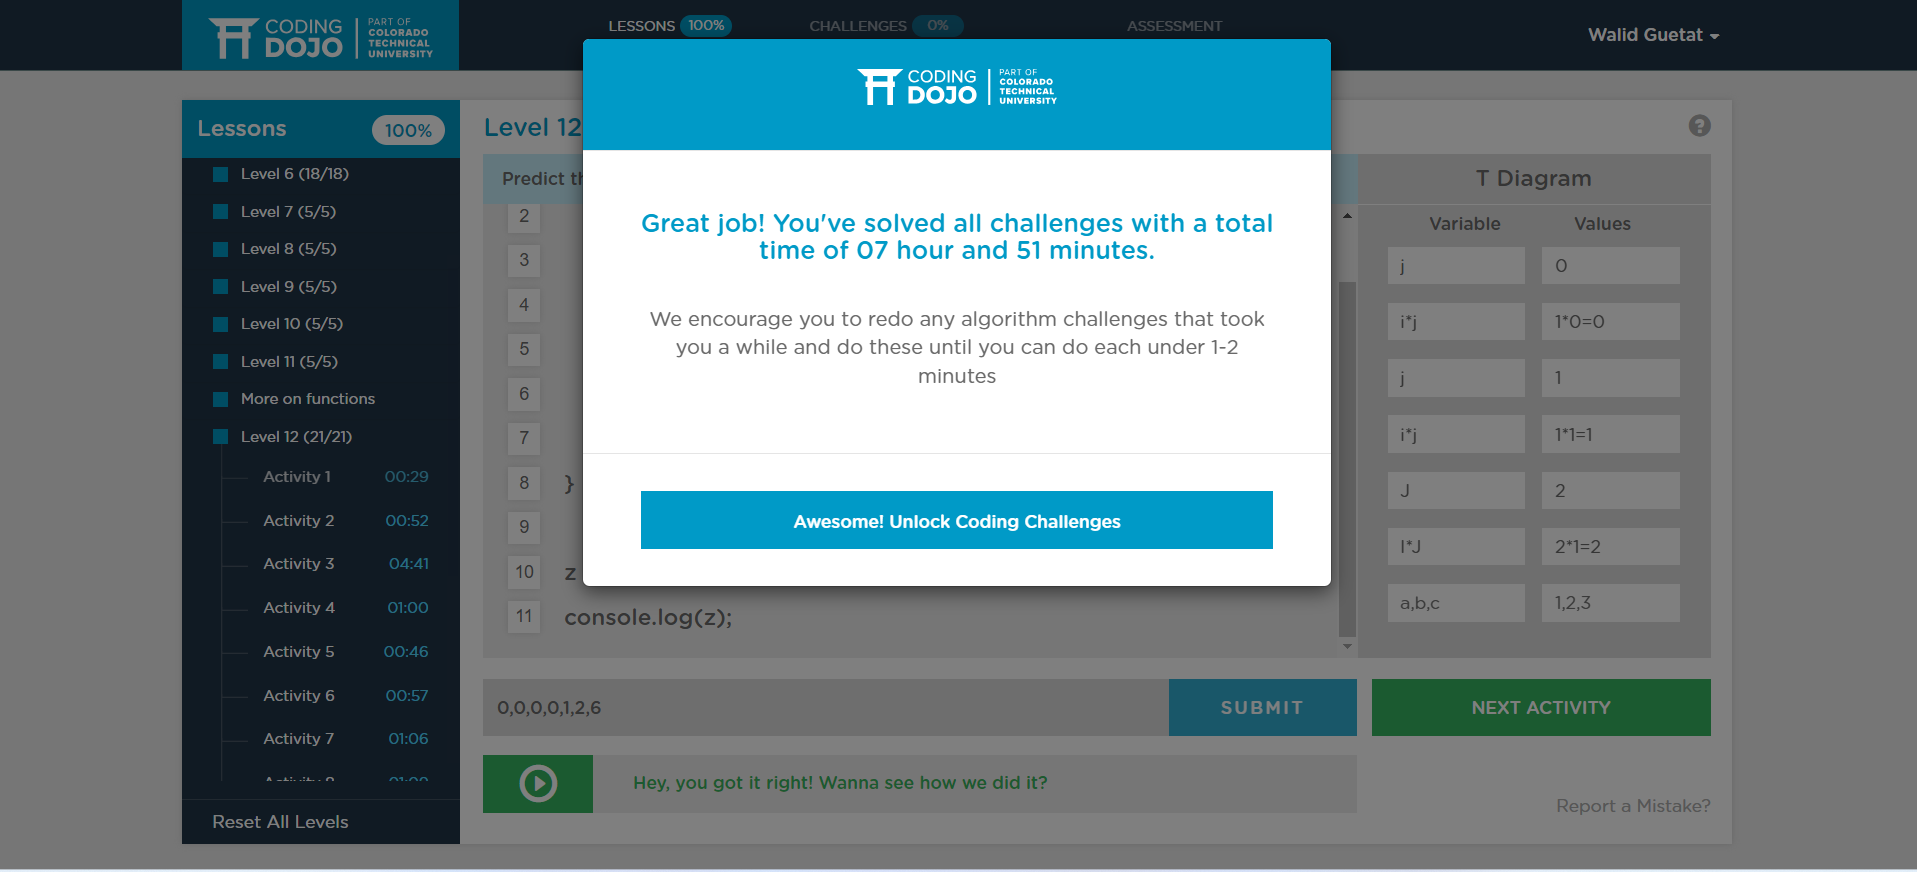 CODING DOJO
PART OF COLORADO TECHNICAL UNIVERSITY
LESSONS 100%
CHALLENGES 0%
ASSESSMENT
Walid Guetat
Lessons 100%
Level 6 (18/18)
Level 7 (5/5)
Level 8 (5/5)
Level 9 (5/5)
Level 10 (5/5)
Level 11 (5/5)
More on functions
Level 12 (21/21)
Activity 1 00:29
Activity 2 00:52
Activity 3 04:41
Activity 4 01:00
Activity 5 00:46
Activity 6 00:57
Activity 7 01:06
Reset All Levels
Level 12
?
Predict
2
3
4
5
6
7
8 }
9
10 z
11 console.log(z);
CODING DOJO
PART OF COLORADO TECHNICAL UNIVERSITY
Great job! You've solved all challenges with a total
time of 07 hour and 51 minutes.
We encourage you to redo any algorithm challenges that took
you a while and do these until you can do each under 1-2
minutes
Awesome! Unlock Coding Challenges
T Diagram
Variable Values
j 0
i*j 1*0=0
j 1
i*j 1*1=1
J 2
I*J 2*1=2
a,b,c 1,2,3
0,0,0,0,1,2,6
SUBMIT
NEXT ACTIVITY
Hey, you got it right! Wanna see how we did it?
Report a Mistake?